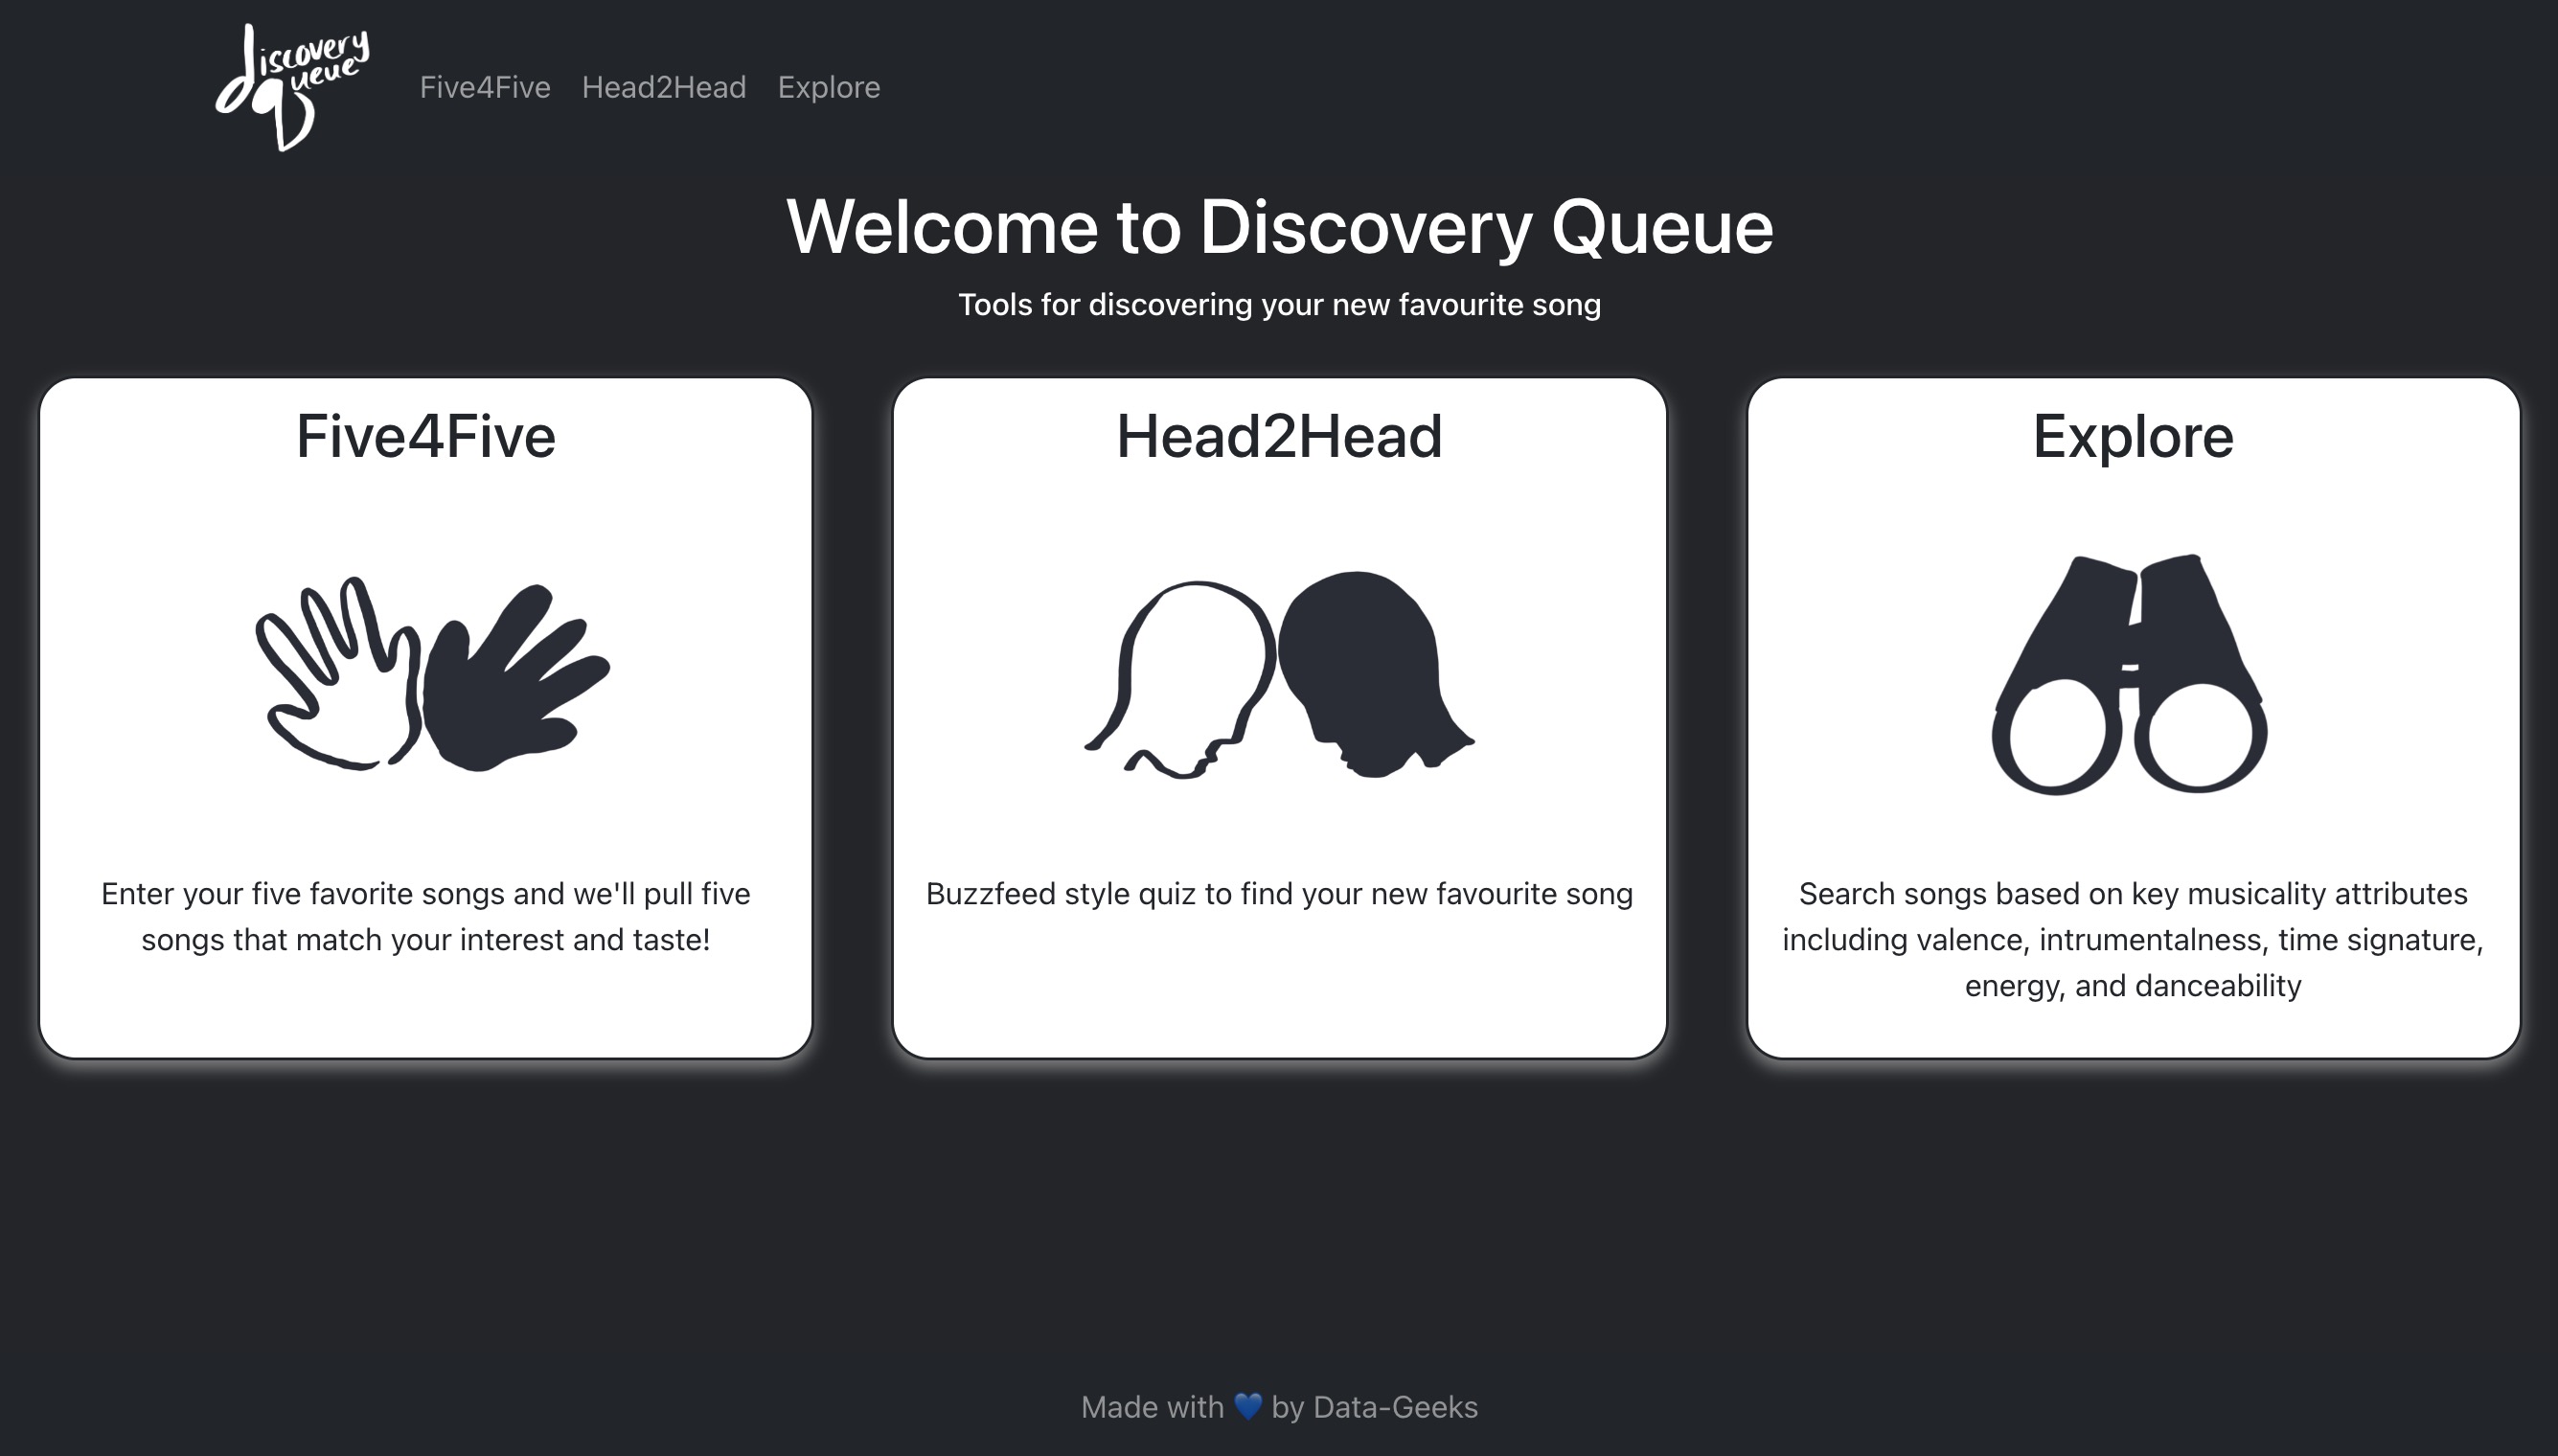 discovery
queue
Five4Five Head2Head Explore
Welcome to Discovery Queue
Tools for discovering your new favourite song
Five4Five
Enter your five favorite songs and we'll pull five
songs that match your interest and taste!
Head2Head
Buzzfeed style quiz to find your new favourite song
Explore
Search songs based on key musicality attributes
including valence, intrumentalness, time signature,
energy, and danceability
Made with 💙 by Data-Geeks